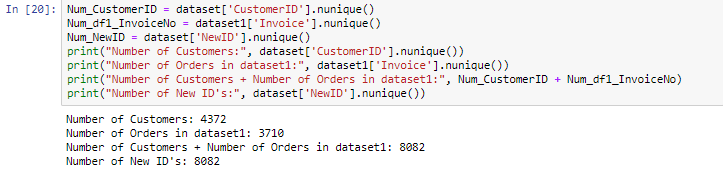 In [20]: Num_CustomerID = dataset['CustomerID'].nunique()
Num_df1_InvoiceNo = dataset1['Invoice'].nunique()
Num_NewID = dataset['NewID'].nunique()
print("Number of Customers:", dataset['CustomerID'].nunique())
print("Number of Orders in dataset1:", dataset1['Invoice'].nunique())
print("Number of Customers + Number of Orders in dataset1:", Num_CustomerID + Num_df1_InvoiceNo)
print("Number of New ID's:", dataset['NewID'].nunique())
Number of Customers: 4372
Number of Orders in dataset1: 3710
Number of Customers + Number of Orders in dataset1: 8082
Number of New ID's: 8082